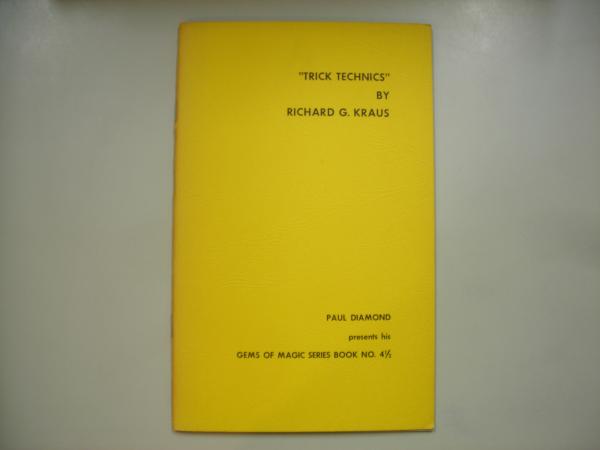 "TRICK TECHNICS"
BY
RICHARD G. KRAUS
PAUL DIAMOND
presents his
GEMS OF MAGIC SERIES BOOK NO. 4½